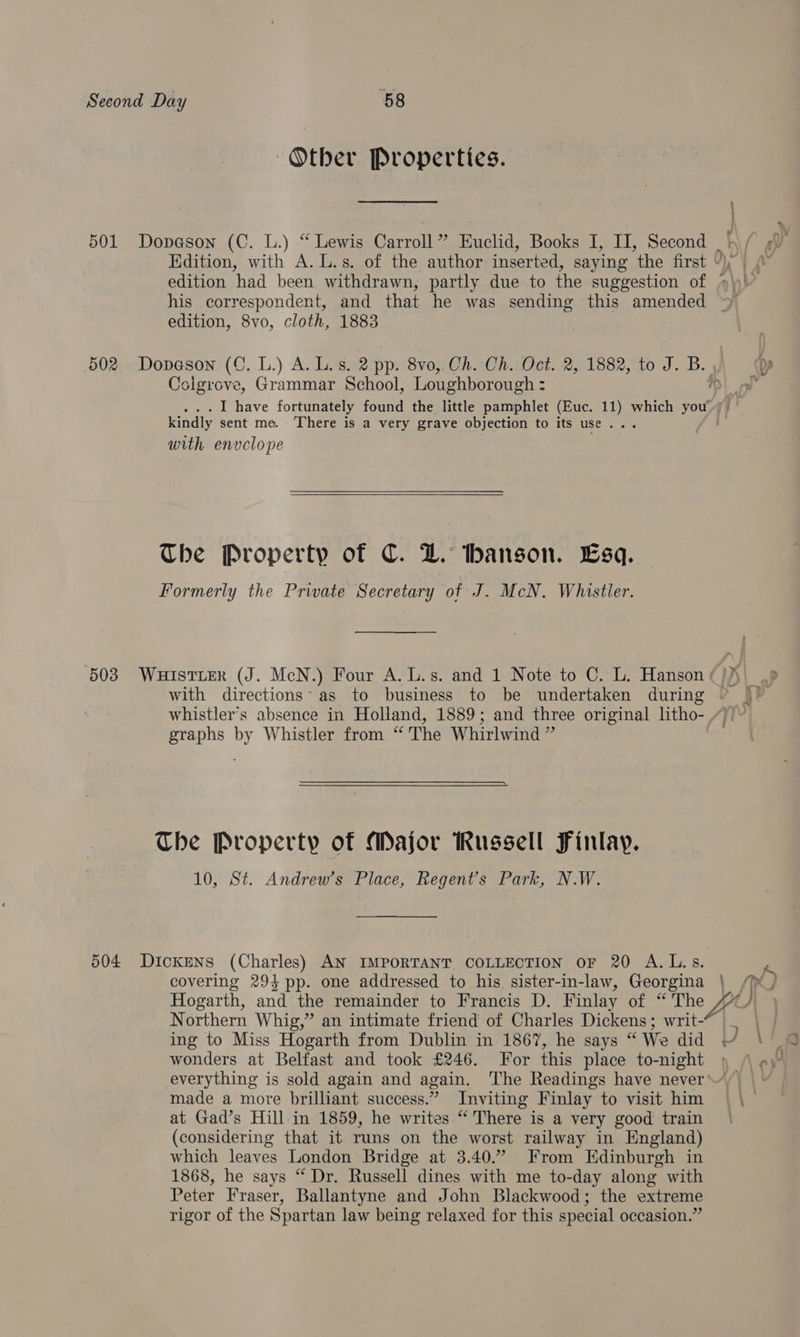 Second Day 58
Other Properties.
501 DODGSON (C. L.) “Lewis Carroll” Euclid, Books I, II, Second
Edition, with A. L. s. of the author inserted, saying the first
edition had been withdrawn, partly due to the suggestion of
his correspondent, and that he was sending this amended
edition, 8vo, cloth, 1883
502 DODGSON (C. L.) A. L. s. 2 pp. 8vo, Ch. Ch. Oct. 2, 1882, to J. B.
Colgrove, Grammar School, Loughborough :
... I have fortunately found the little pamphlet (Euc. 11) which you
kindly sent me. There is a very grave objection to its use ...
with envelope
The Property of C. L. Hanson. Esq.
Formerly the Private Secretary of J. McN. Whistler.
503 WHISTLER (J. McN.) Four A. L. s. and 1 Note to C. L. Hanson
with directions as to business to be undertaken during
whistler's absence in Holland, 1889; and three original litho-
graphs by Whistler from “The Whirlwind”
The Property of Major Russell Finlay.
10, St. Andrew's Place, Regent's Park, N.W.
504 DICKENS (Charles) AN IMPORTANT COLLECTION OF 20 A. L. s.
covering 29½ pp. one addressed to his sister-in-law, Georgina
Hogarth, and the remainder to Francis D. Finlay of “The
Northern Whig,” an intimate friend of Charles Dickens; writ-
ing to Miss Hogarth from Dublin in 1867, he says “We did
wonders at Belfast and took £246. For this place to-night
everything is sold again and again. The Readings have never
made a more brilliant success.” Inviting Finlay to visit him
at Gad's Hill in 1859, he writes “There is a very good train
(considering that it runs on the worst railway in England)
which leaves London Bridge at 3.40.” From Edinburgh in
1868, he says “Dr. Russell dines with me to-day along with
Peter Fraser, Ballantyne and John Blackwood; the extreme
rigor of the Spartan law being relaxed for this special occasion.”